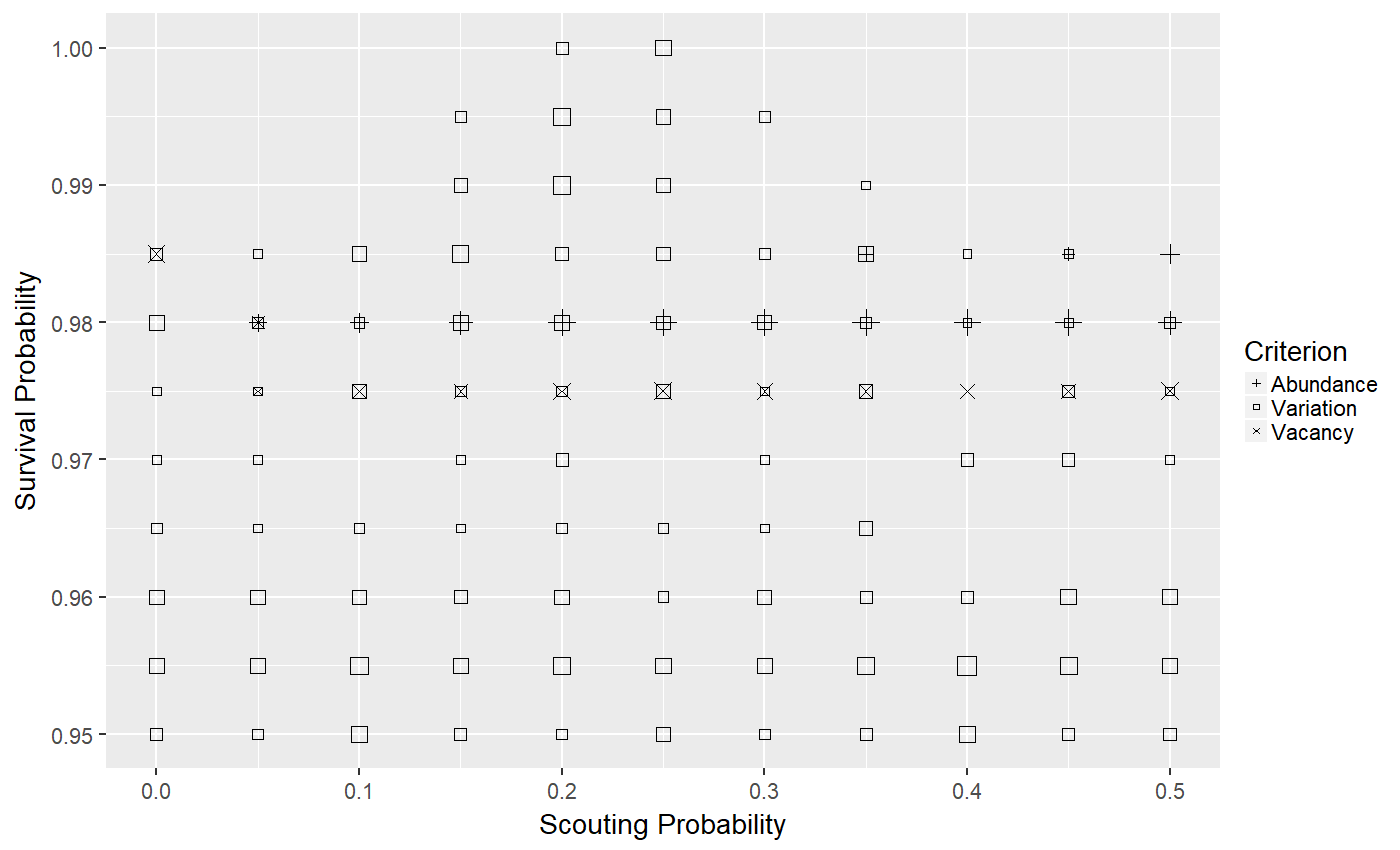 1.00
0.99
0.98
0.97
0.96
0.95
Survival Probability
0.0
0.1
0.2
0.3
0.4
0.5
Scouting Probability
Criterion
Abundance
Variation
Vacancy